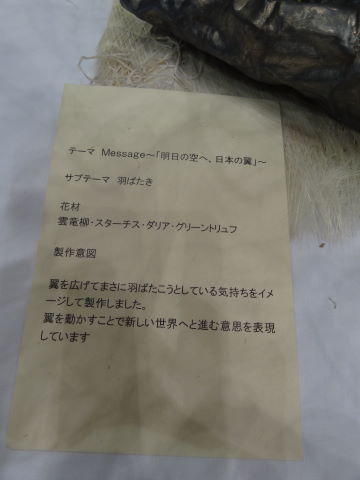 テーマ Message～「明日の空へ、日本の翼」～
サブテーマ 羽ばたき
花材
雲竜柳・スターチス・ダリア・グリーントリュフ
製作意図
翼を広げてまさに羽ばたこうとしている気持ちをイメ
ージして製作しました。
翼を動かすことで新しい世界へと進む意思を表現
しています